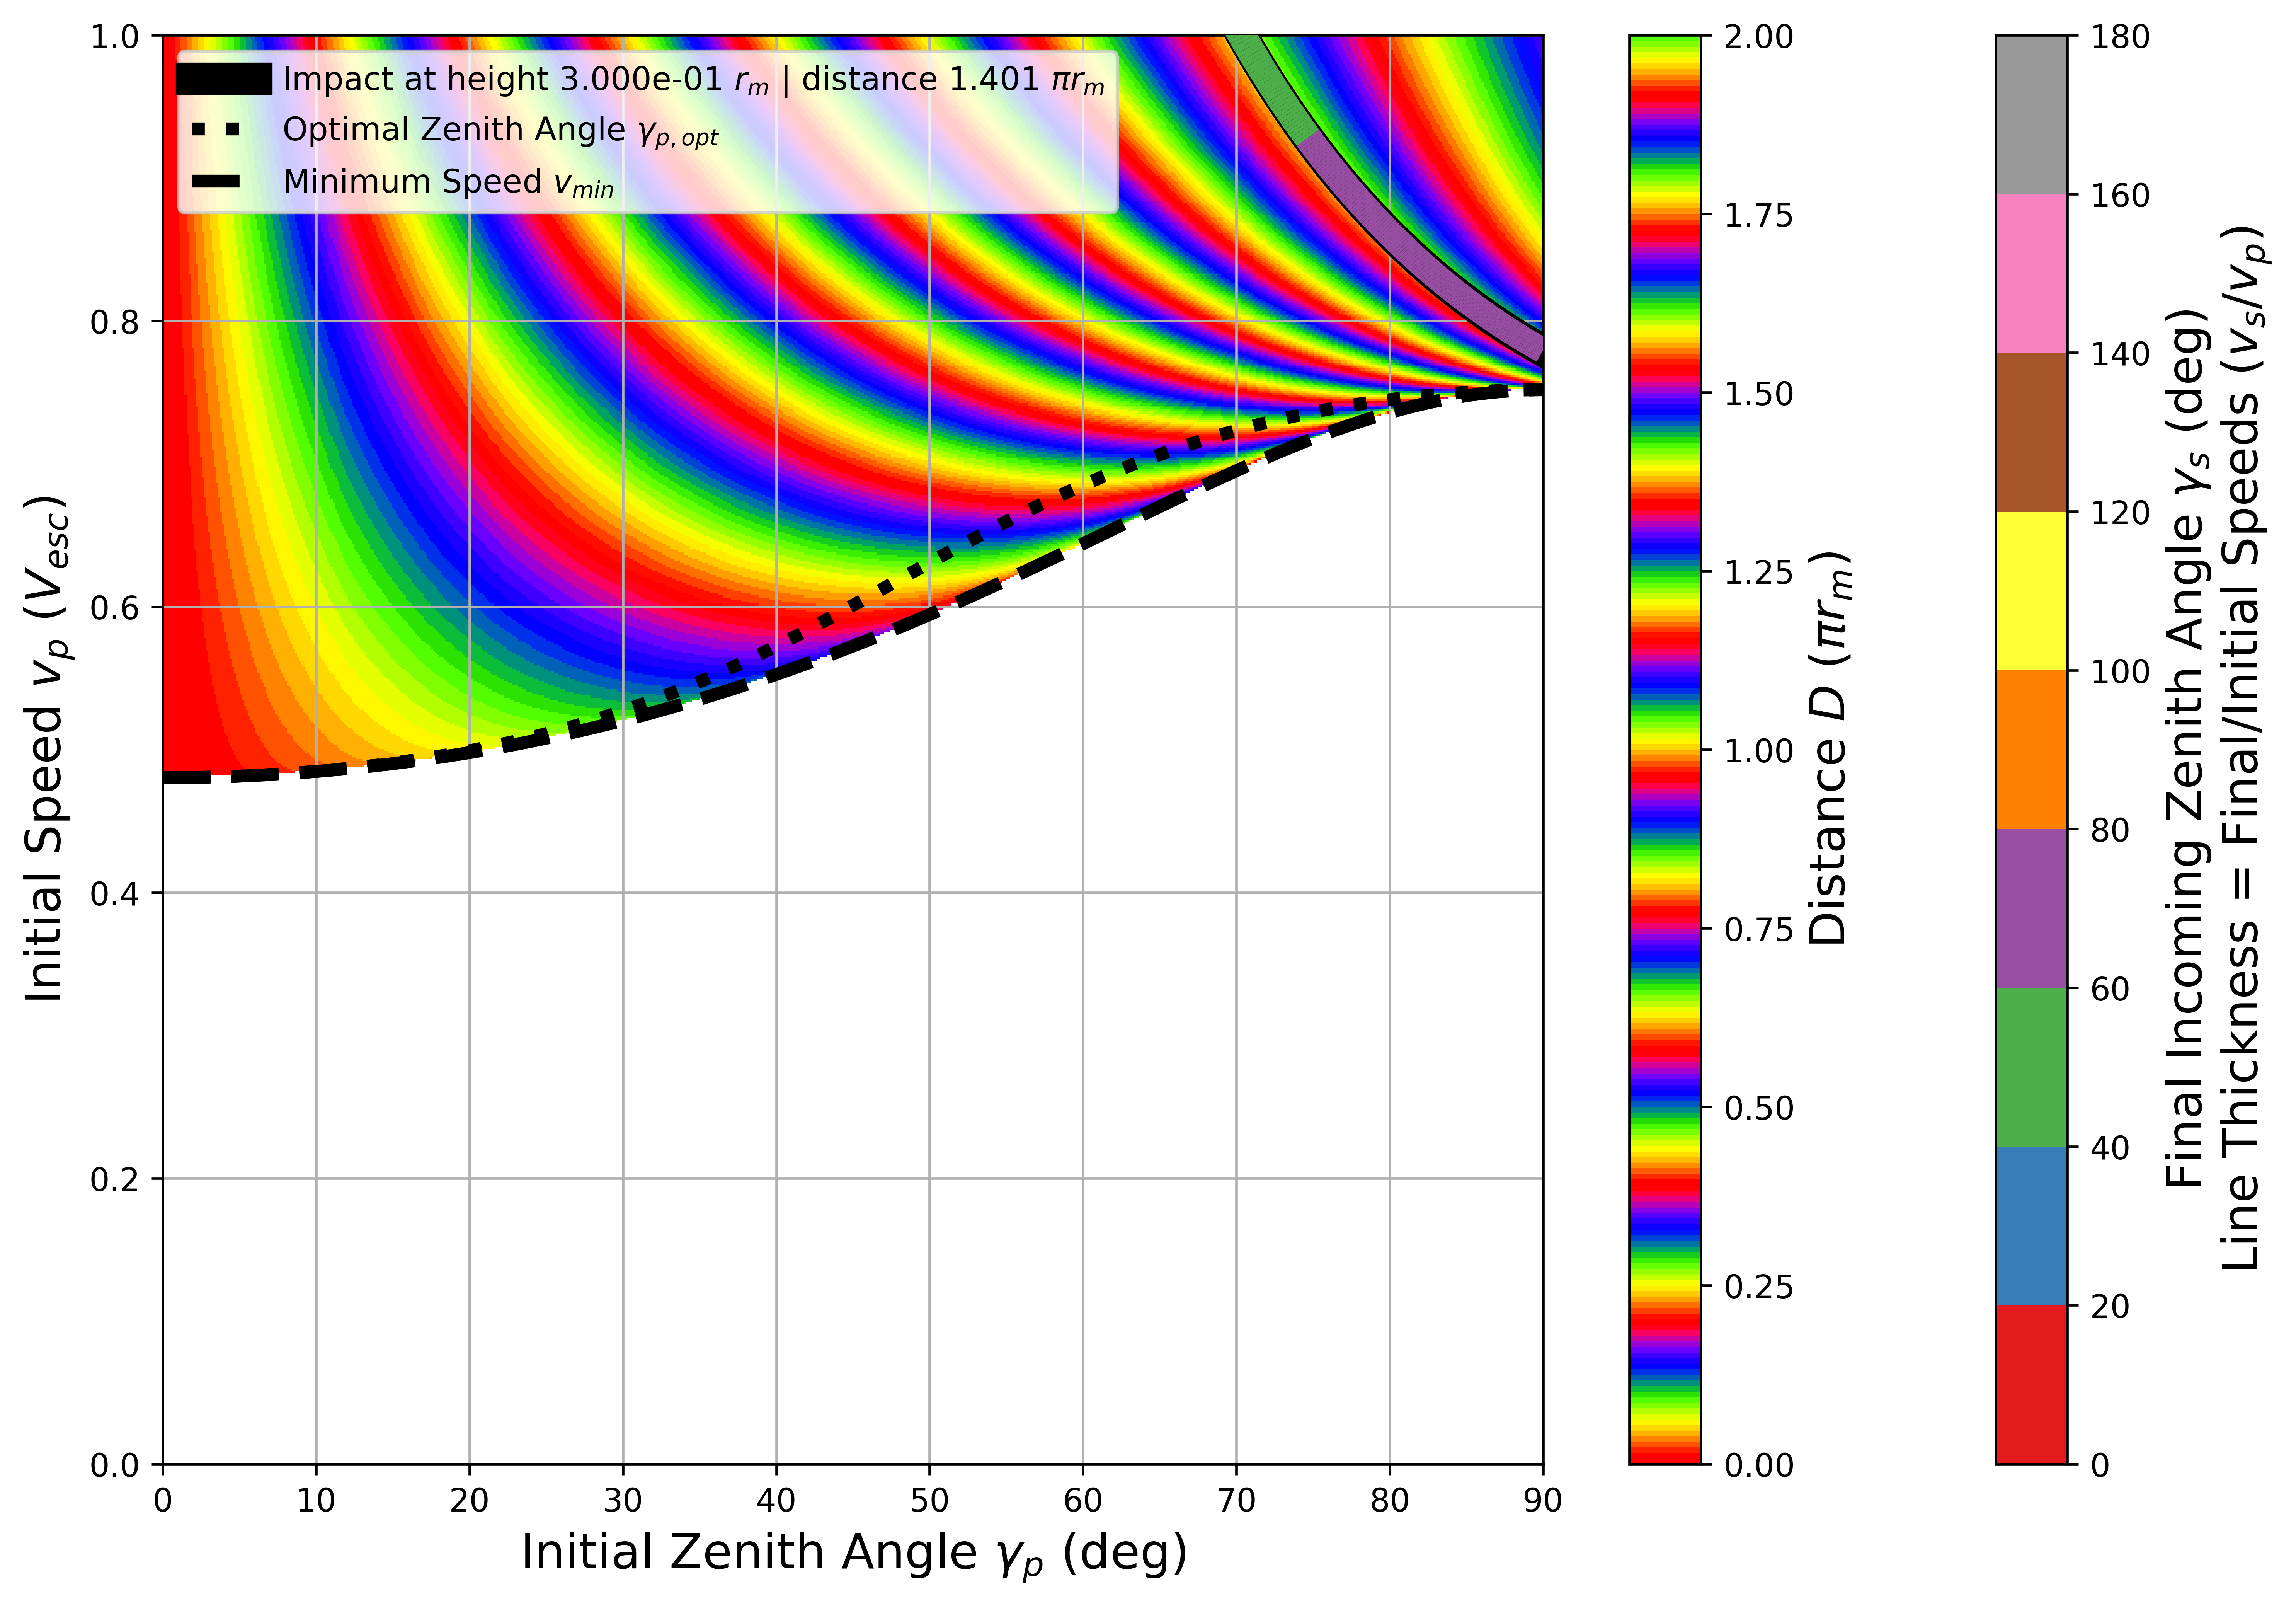 1.0
0.8
0.6
0.4
0.2
0.0
Initial Speed v_p (V_esc)
Impact at height 3.000e-01 r_m | distance 1.401 πr_m
Optimal Zenith Angle γ_p, opt
Minimum Speed v_min
0 10 20 30 40 50 60 70 80 90
Initial Zenith Angle γ_p (deg)
2.00
1.75
1.50
1.25
1.00
0.75
0.50
0.25
0.00
Distance D (πr_m)
180
160
140
120
100
80
60
40
20
0
Final Incoming Zenith Angle γ_s (deg)
Line Thickness = Final/Initial Speeds (v_s/v_p)